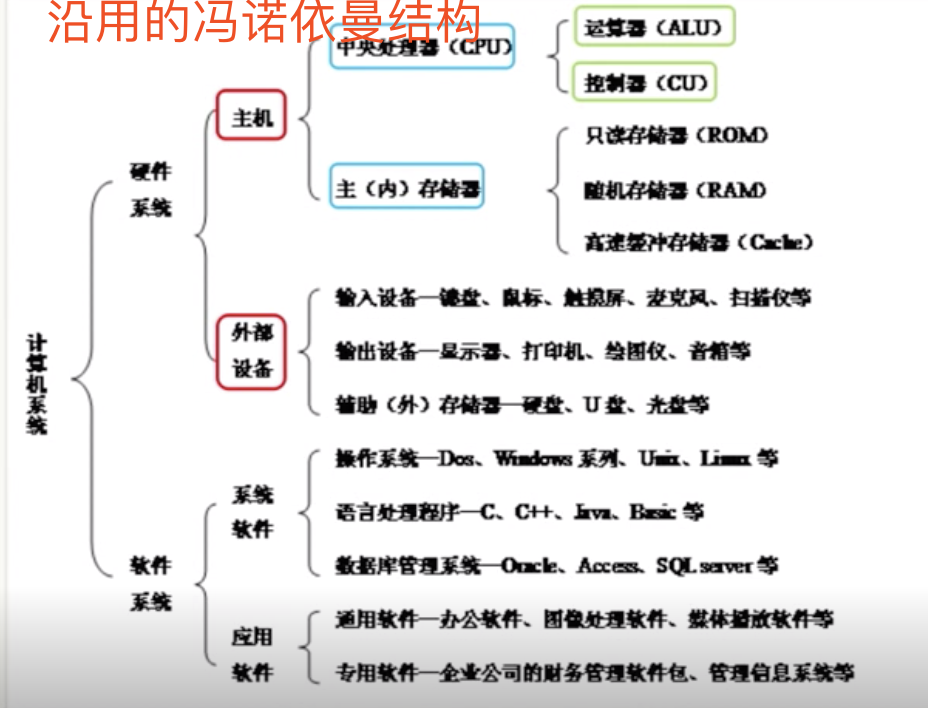 沿用的冯诺依曼结构
中央处理器（CPU）
运算器（ALU）
控制器（CU）
主机
只读存储器（ROM）
主（内）存储器
随机存储器（RAM）
高速缓冲存储器（Cache）
硬件
系统
输入设备—键盘、鼠标、触摸屏、麦克风、扫描仪等
外部
设备
输出设备—显示器、打印机、绘图仪、音箱等
辅助（外）存储器—硬盘、U盘、光盘等
计算机系统
操作系统—Dos、Windows系列、Unix、Linux等
系统
软件
语言处理程序—C、C++、Java、Basic等
数据库管理系统—Oracle、Access、SQL server等
软件
系统
通用软件—办公软件、图像处理软件、媒体播放软件等
应用
软件
专用软件—企业公司的财务管理软件包、管理信息系统等